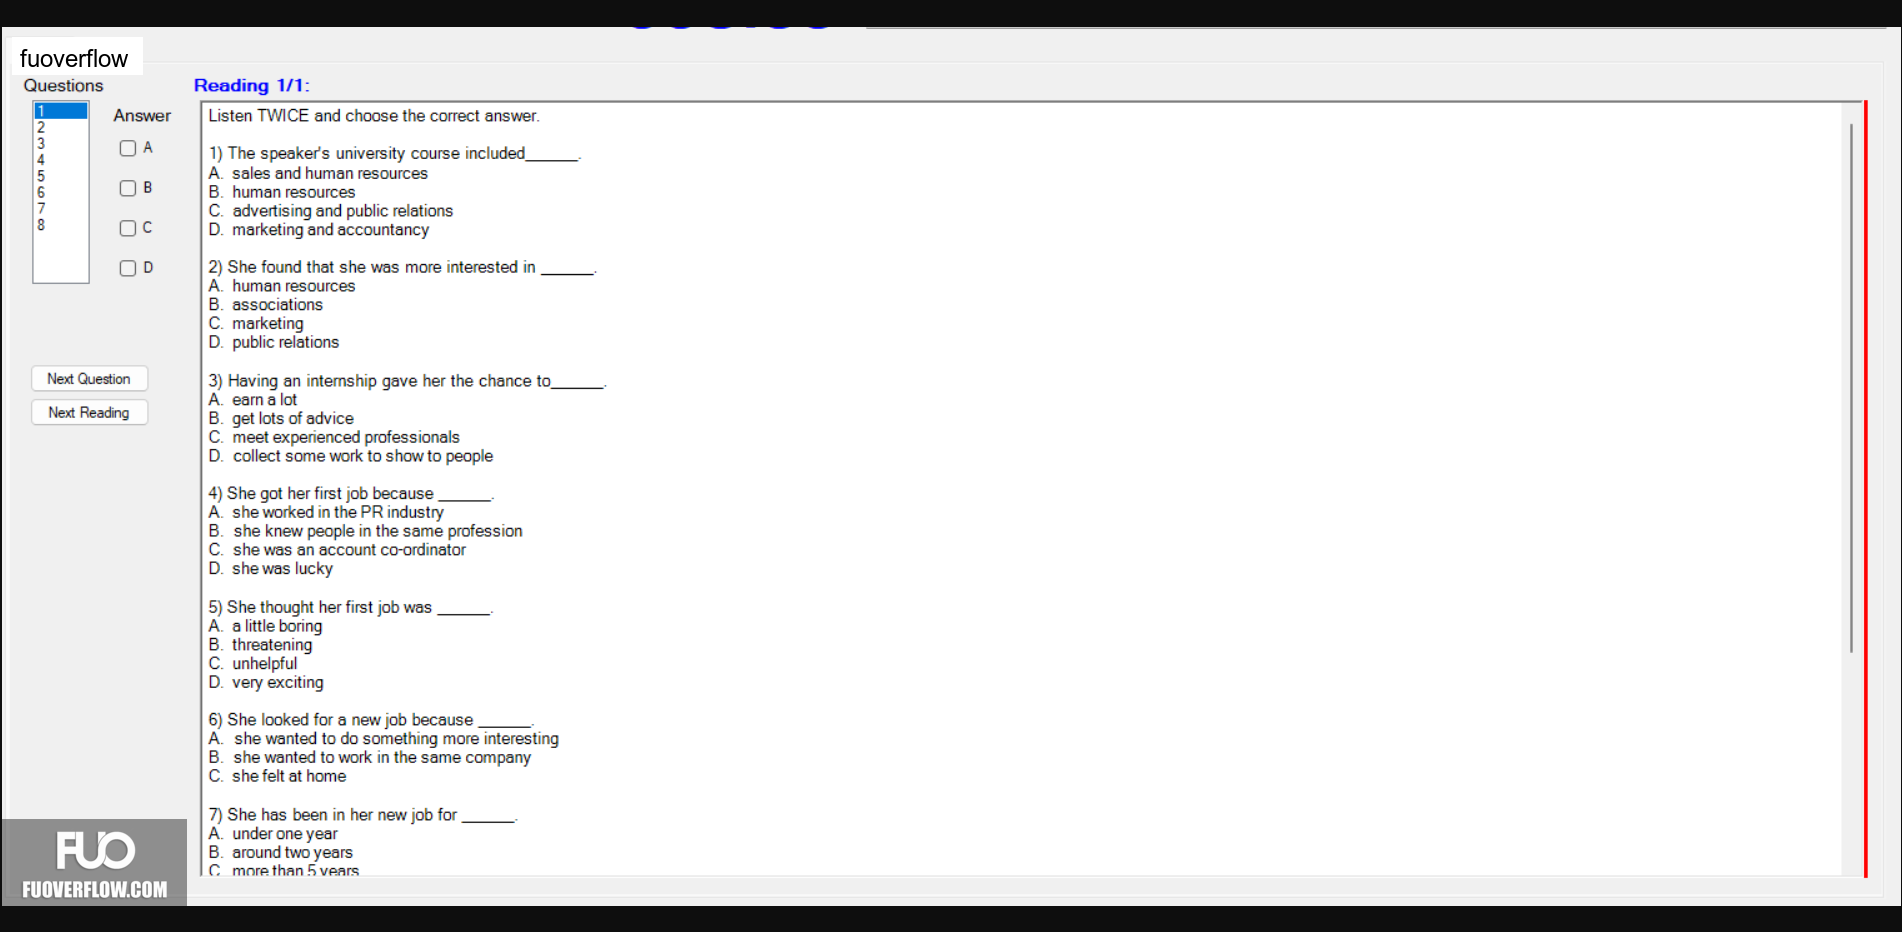 fuoverflow
Questions
Reading 1/1:
1
2
3
4
5
6
7
8
Answer
A
B
C
D
Next Question
Next Reading
Listen TWICE and choose the correct answer.
1) The speaker's university course included______.
A. sales and human resources
B. human resources
C. advertising and public relations
D. marketing and accountancy
2) She found that she was more interested in ______.
A. human resources
B. associations
C. marketing
D. public relations
3) Having an internship gave her the chance to______.
A. earn a lot
B. get lots of advice
C. meet experienced professionals
D. collect some work to show to people
4) She got her first job because ______.
A. she worked in the PR industry
B. she knew people in the same profession
C. she was an account co-ordinator
D. she was lucky
5) She thought her first job was ______.
A. a little boring
B. threatening
C. unhelpful
D. very exciting
6) She looked for a new job because ______.
A. she wanted to do something more interesting
B. she wanted to work in the same company
C. she felt at home
7) She has been in her new job for ______.
A. under one year
B. around two years
C. more than 5 years
FUO
FUOVERFLOW.COM